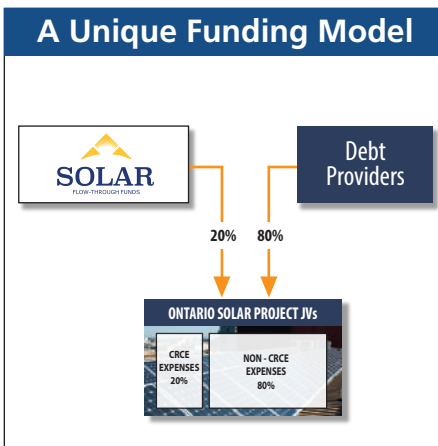 A Unique Funding Model
SOLAR
FLOW-THROUGH FUNDS
Debt
Providers
20%
80%
ONTARIO SOLAR PROJECT JVs
CRCE
EXPENSES
20%
NON - CRCE
EXPENSES
80%